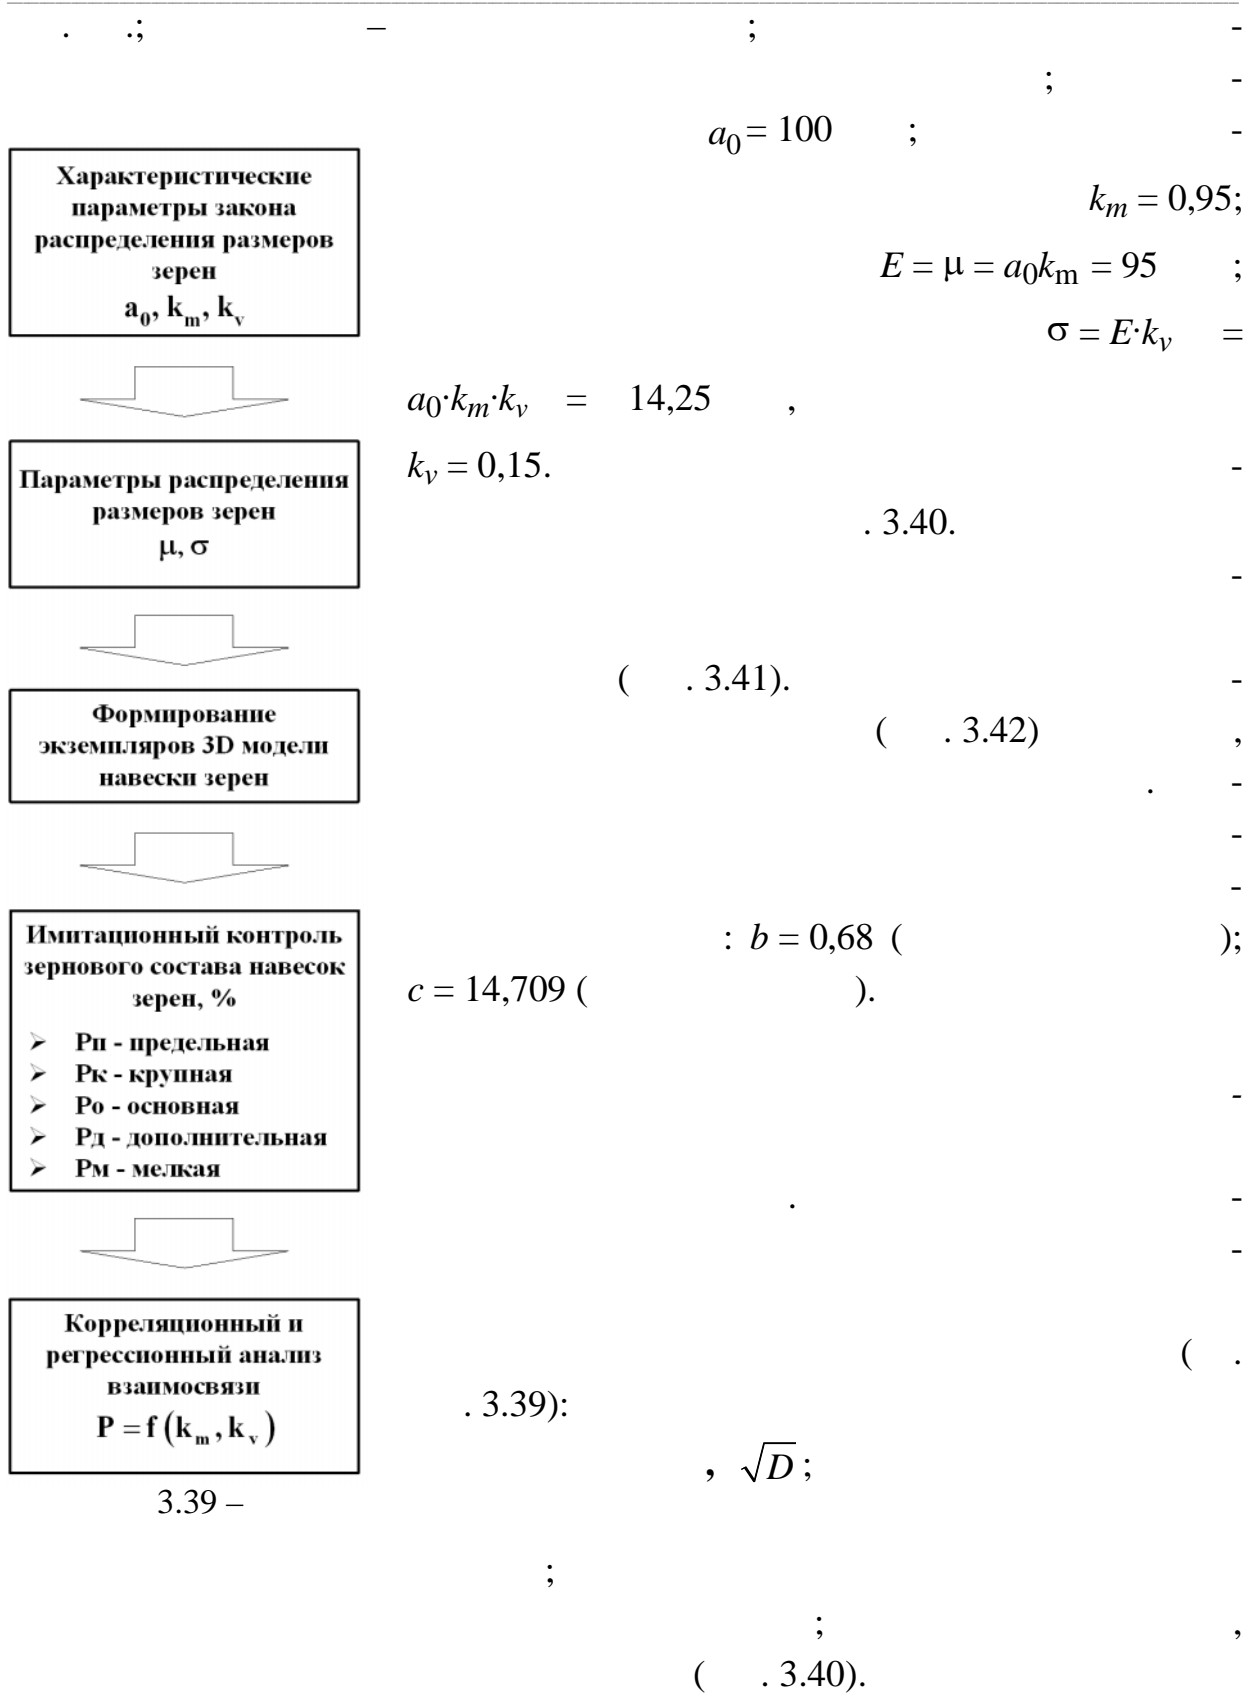 . .; – ; -
; -
a₀ = 100 ; -
kₘ = 0,95;
E = μ = a₀kₘ = 95 ;
σ = E·kᵥ =
a₀·kₘ·kᵥ = 14,25 ,
kᵥ = 0,15. -
. 3.40.
-
( . 3.41). -
( . 3.42) ,
. -
-
-
: b = 0,68 ( );
c = 14,709 ( ).
-
. -
-
( .
. 3.39):
, √D ;
Характеристические
параметры закона
распределения размеров
зерен
a₀, kₘ, kᵥ
Параметры распределения
размеров зерен
μ, σ
Формирование
экземпляров 3D модели
навески зерен
Имитационный контроль
зернового состава навесок
зерен, %
➢ Рп - предельная
➢ Рк - крупная
➢ Ро - основная
➢ Рд - дополнительная
➢ Рм - мелкая
Корреляционный и
регрессионный анализ
взаимосвязи
P = f (kₘ, kᵥ)
3.39 –
;
; ,
( . 3.40).